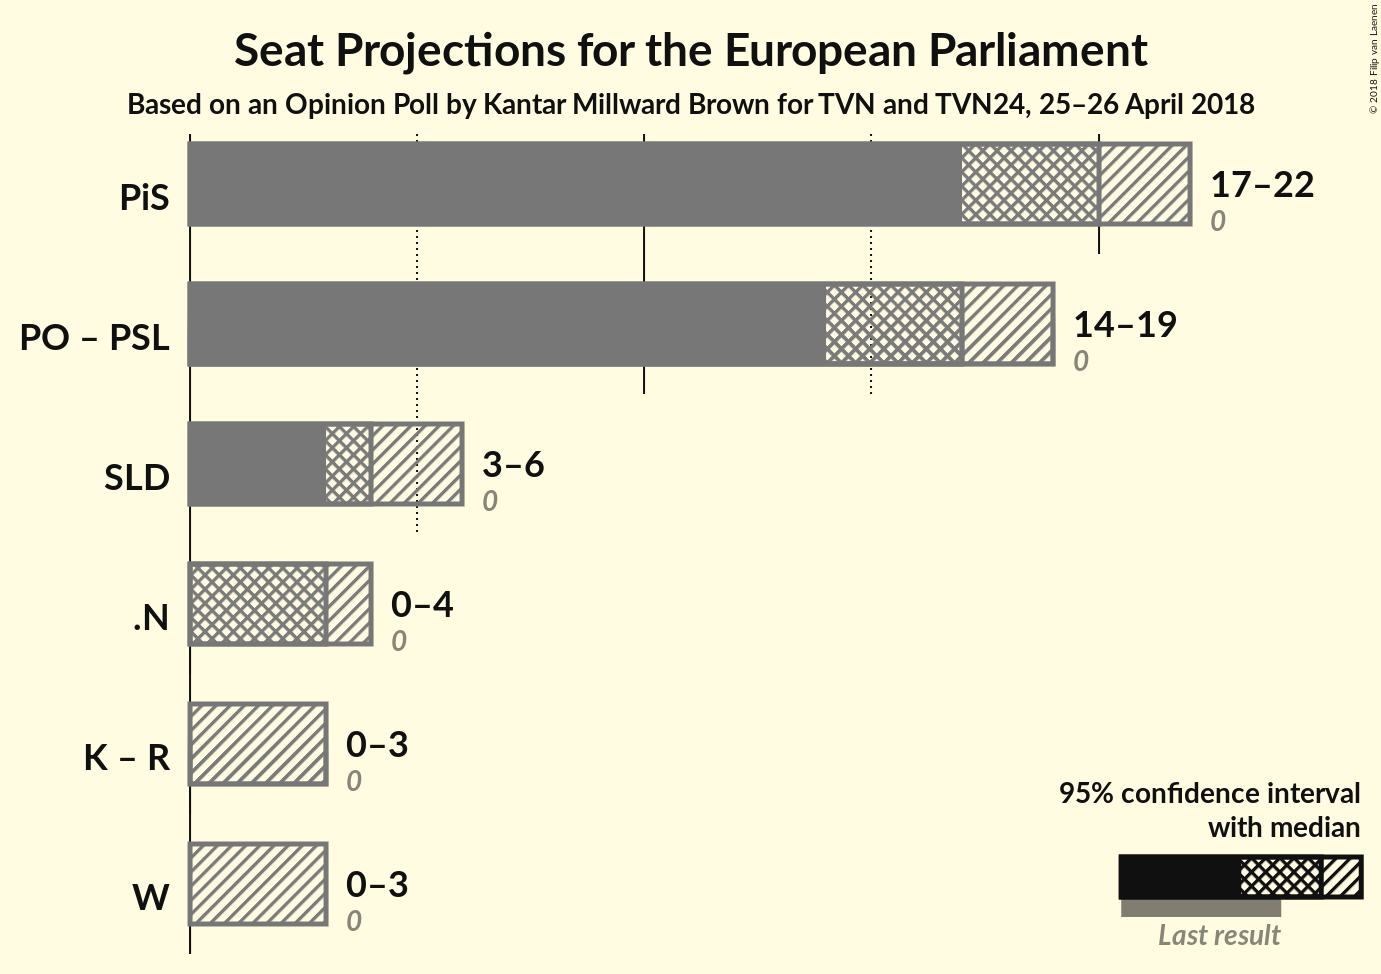 Seat Projections for the European Parliament
Based on an Opinion Poll by Kantar Millward Brown for TVN and TVN24, 25–26 April 2018
© 2018 Filip van Laenen
PiS
17–22
0
PO – PSL
14–19
0
SLD
3–6
0
.N
0–4
0
K – R
0–3
0
W
0–3
0
95% confidence interval
with median
Last result